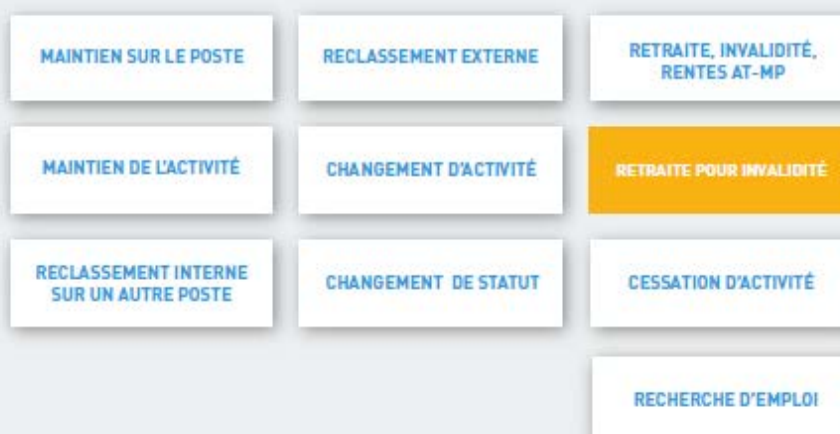 MAINTIEN SUR LE POSTE
RECLASSEMENT EXTERNE
RETRAITE, INVALIDITÉ,
RENTES AT-MP
MAINTIEN DE L'ACTIVITÉ
CHANGEMENT D'ACTIVITÉ
RETRAITE POUR INVALIDITÉ
RECLASSEMENT INTERNE
SUR UN AUTRE POSTE
CHANGEMENT DE STATUT
CESSATION D'ACTIVITÉ
RECHERCHE D'EMPLOI